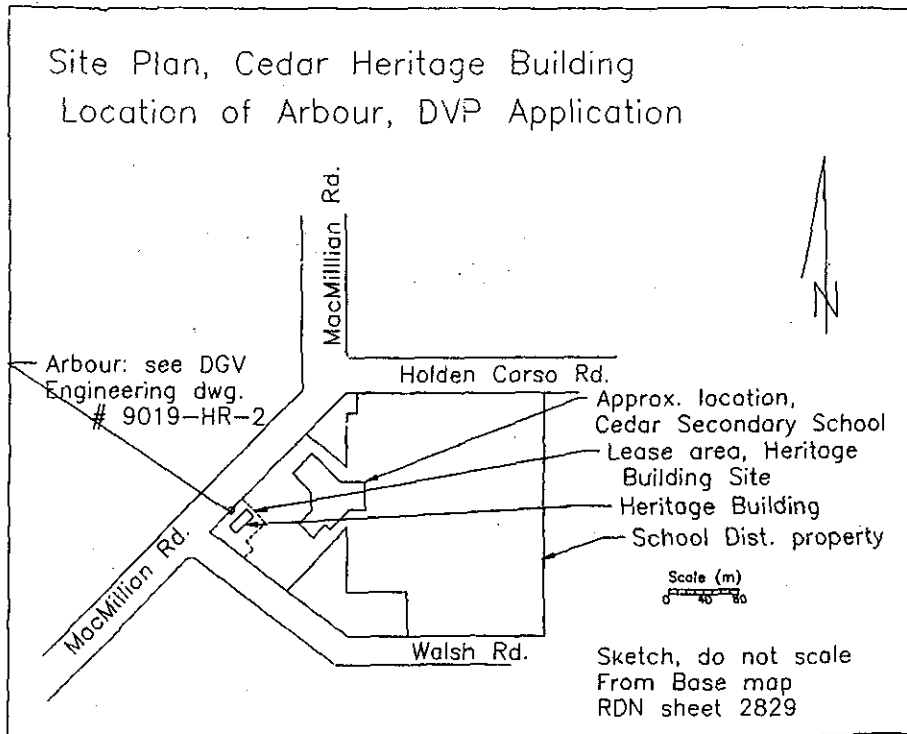 Site Plan, Cedar Heritage Building
Location of Arbour, DVP Application
MacMilllian Rd.
N
Arbour: see DGV
Engineering dwg.
# 9019-HR-2
Holden Corso Rd.
Approx. location,
Cedar Secondary School
Lease area, Heritage
Building Site
Heritage Building
School Dist. property
MacMillian Rd.
Scale (m)
0 40 80
Walsh Rd.
Sketch, do not scale
From Base map
RDN sheet 2829